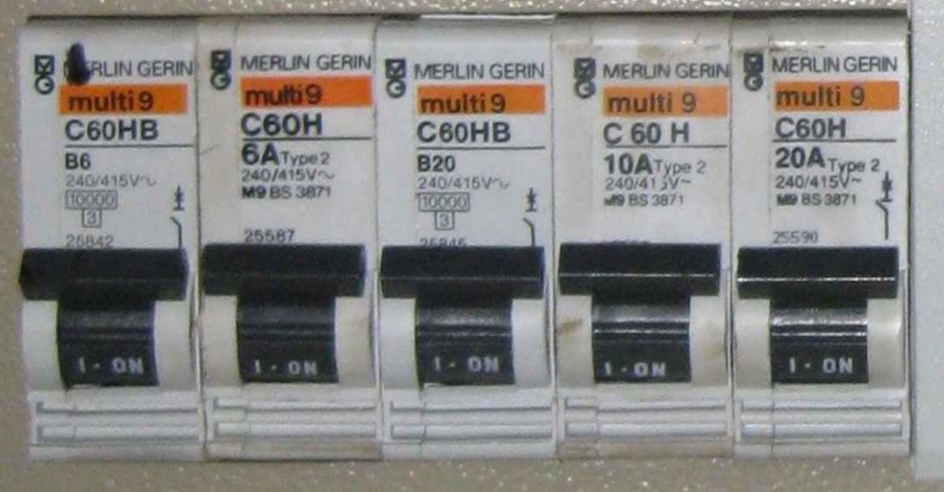 MERLIN GERIN
multi 9
C60HB
B6
240/415V~
10000
3
25842
I - ON
MERLIN GERIN
multi 9
C60H
6A Type 2
240/415V~
M9 BS 3871
25587
I - ON
MERLIN GERIN
multi 9
C60HB
B20
240/415V~
10000
3
25845
I - ON
MERLIN GERIN
multi 9
C 60 H
10A Type 2
240/415V~
M9 BS 3871
I - ON
MERLIN GERIN
multi 9
C60H
20A Type 2
240/415V~
M9 BS 3871
25590
I - ON